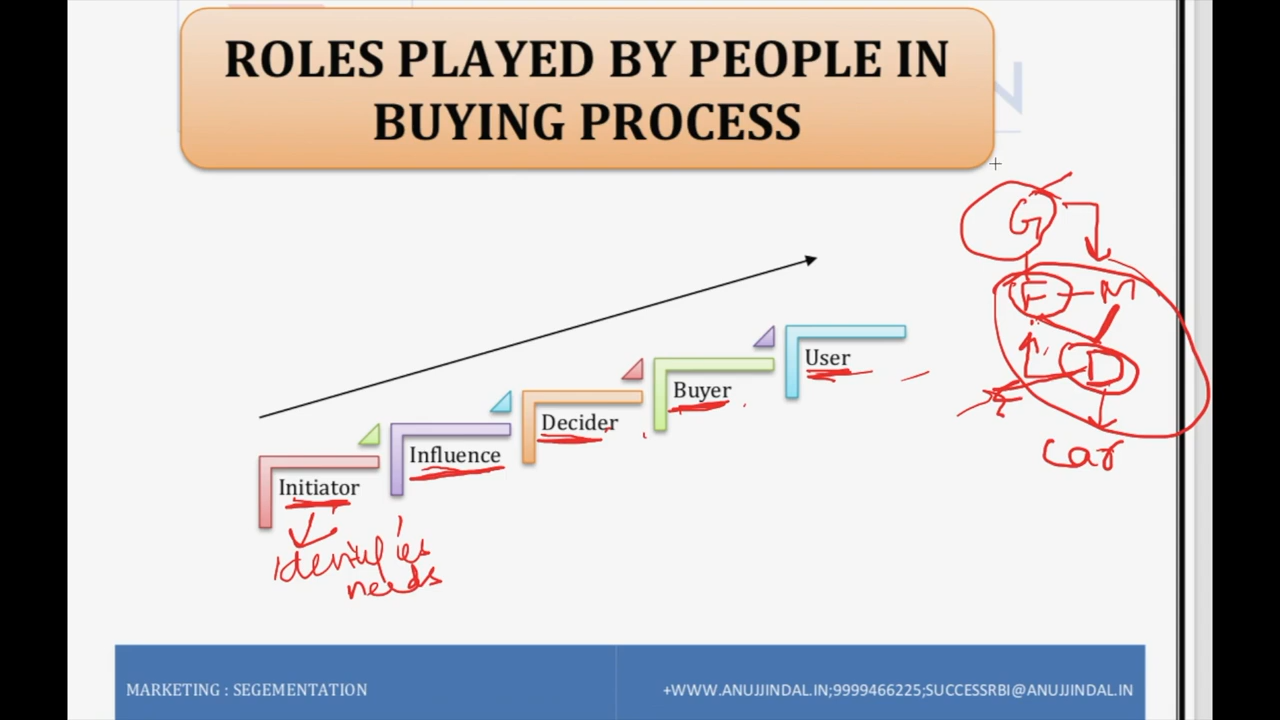 ROLES PLAYED BY PEOPLE IN
BUYING PROCESS
N
G
F M
D
car
User
Buyer
Decider
Influence
Initiator
identifies
needs
MARKETING : SEGEMENTATION
+WWW.ANUJJINDAL.IN;9999466225;SUCCESSRBI@ANUJJINDAL.IN